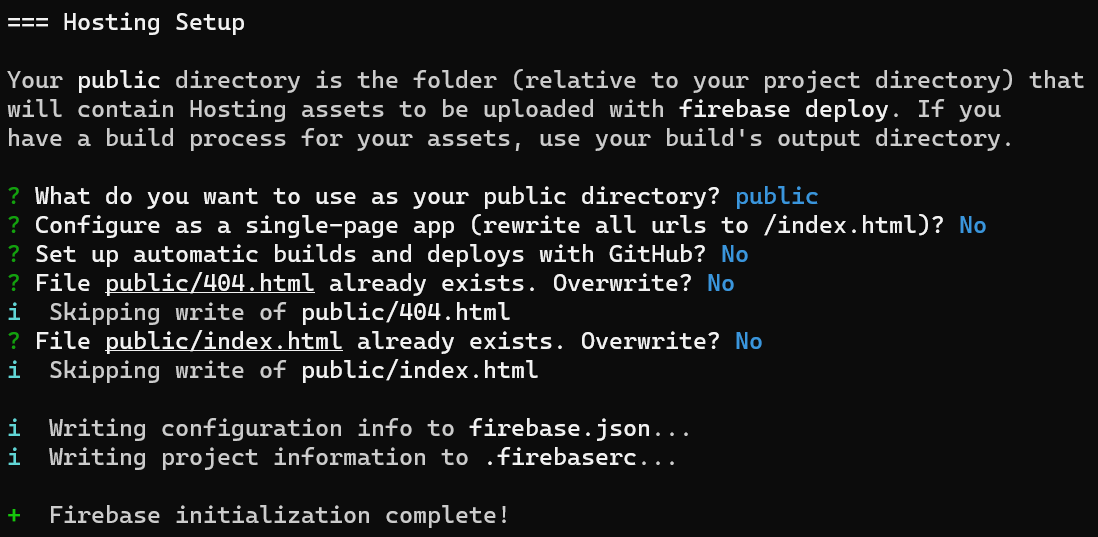 === Hosting Setup
Your public directory is the folder (relative to your project directory) that
will contain Hosting assets to be uploaded with firebase deploy. If you
have a build process for your assets, use your build's output directory.
? What do you want to use as your public directory? public
? Configure as a single-page app (rewrite all urls to /index.html)? No
? Set up automatic builds and deploys with GitHub? No
? File public/404.html already exists. Overwrite? No
i  Skipping write of public/404.html
? File public/index.html already exists. Overwrite? No
i  Skipping write of public/index.html
i  Writing configuration info to firebase.json...
i  Writing project information to .firebaserc...
+  Firebase initialization complete!